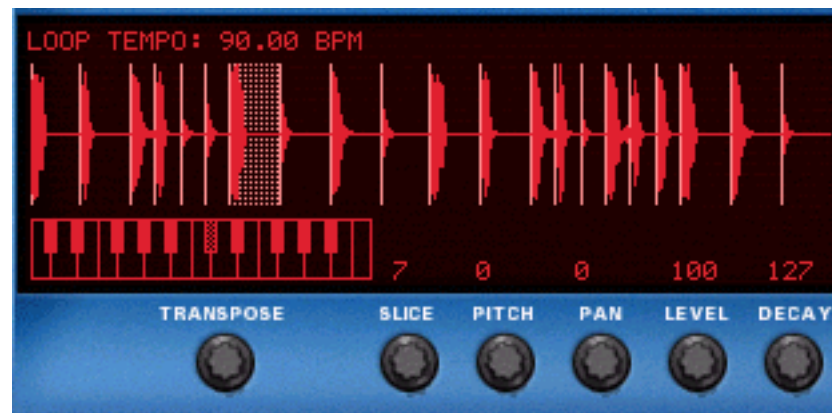 LOOP TEMPO: 90.00 BPM
7 0 0 100 127
TRANSPOSE SLICE PITCH PAN LEVEL DECAY